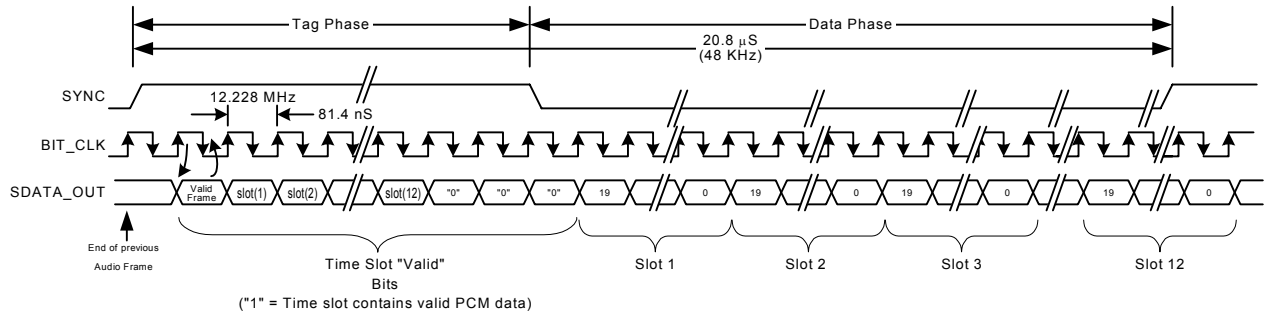 Tag Phase
Data Phase
20.8 µS
(48 KHz)
SYNC
12.228 MHz
81.4 nS
BIT_CLK
SDATA_OUT
Valid
Frame
slot(1)
slot(2)
slot(12)
"0"
"0"
"0"
19
0
19
0
19
0
19
0
End of previous
Audio Frame
Time Slot "Valid"
Bits
("1" = Time slot contains valid PCM data)
Slot 1
Slot 2
Slot 3
Slot 12